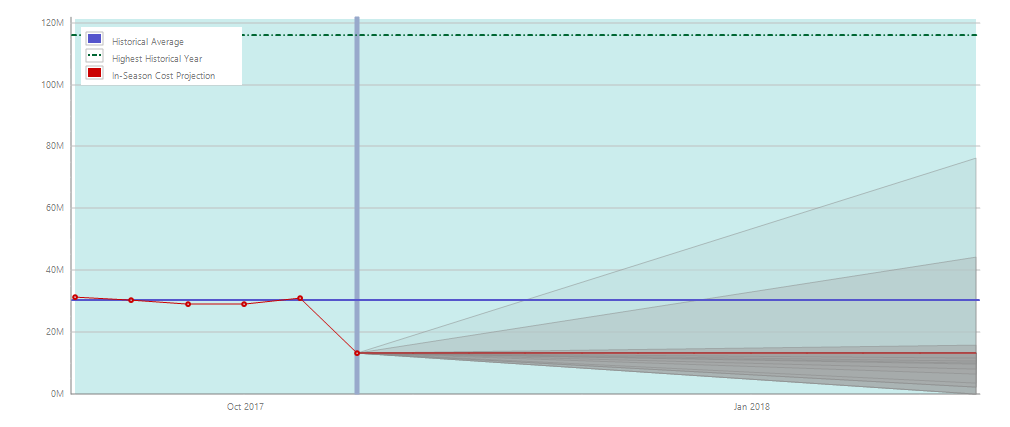 120M
Historical Average
Highest Historical Year
In-Season Cost Projection
100M
80M
60M
40M
20M
0M
Oct 2017
Jan 2018